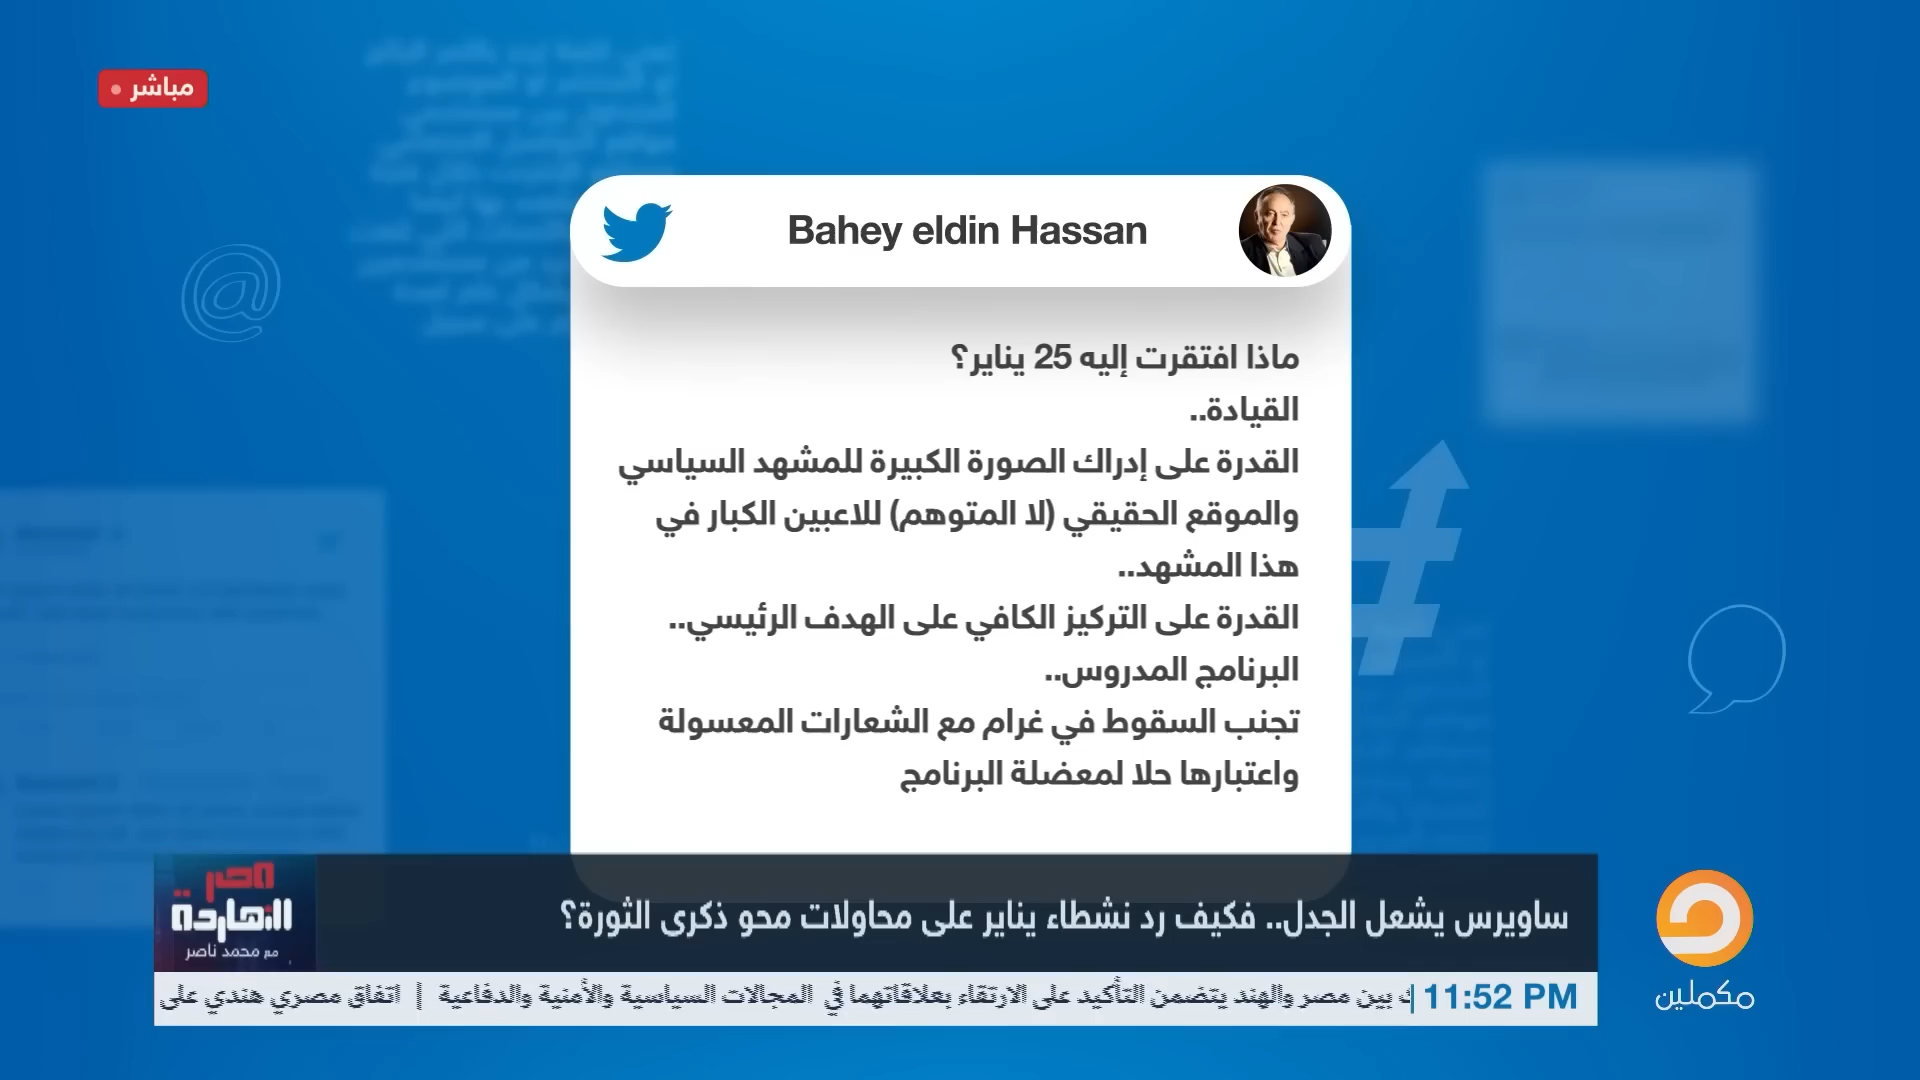 مباشر
Bahey eldin Hassan
ماذا افتقرت إليه 25 يناير؟
القيادة..
القدرة على إدراك الصورة الكبيرة للمشهد السياسي
والموقع الحقيقي (لا المتوهم) للاعبين الكبار في
هذا المشهد..
القدرة على التركيز الكافي على الهدف الرئيسي..
البرنامج المدروس..
تجنب السقوط في غرام مع الشعارات المعسولة
واعتبارها حلا لمعضلة البرنامج
مصر
النهاردة
مع محمد ناصر
ساويرس يشعل الجدل.. فكيف رد نشطاء يناير على محاولات محو ذكرى الثورة؟
11:52 PM
بين مصر والهند يتضمن التأكيد على الارتقاء بعلاقاتهما في المجالات السياسية والأمنية والدفاعية | اتفاق مصري هندي على
مكملين